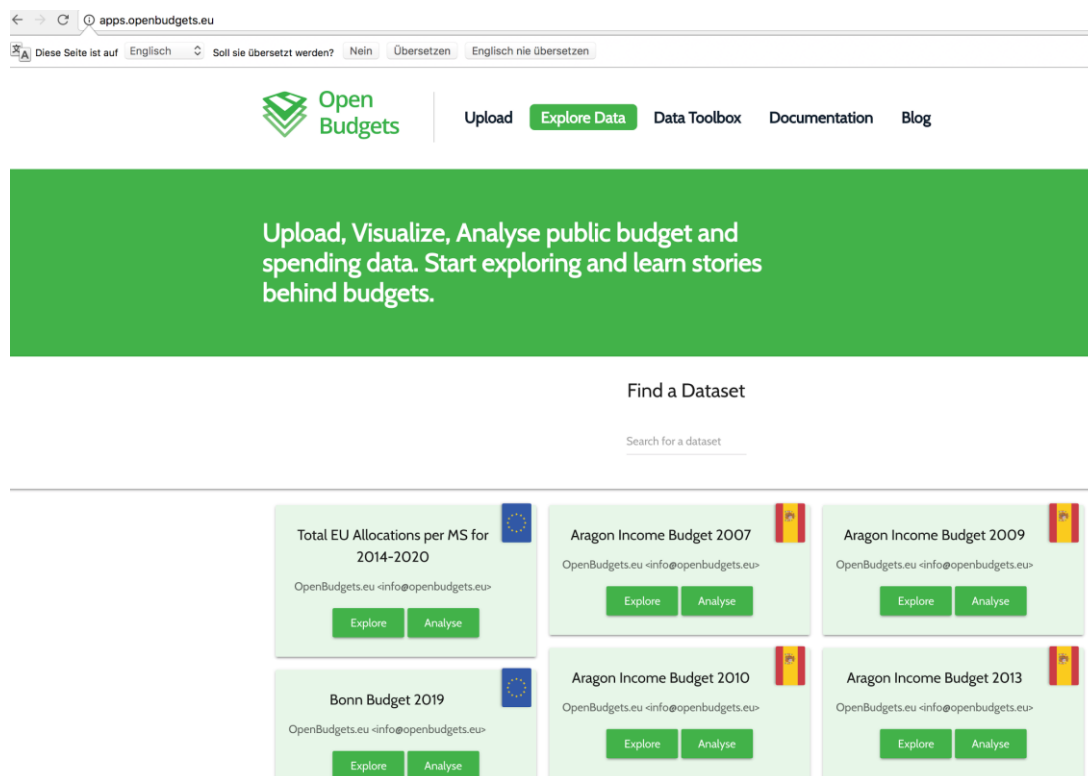 apps.openbudgets.eu
Diese Seite ist auf Englisch Soll sie übersetzt werden? Nein Übersetzen Englisch nie übersetzen
Open
Budgets
Upload Explore Data Data Toolbox Documentation Blog
Upload, Visualize, Analyse public budget and
spending data. Start exploring and learn stories
behind budgets.
Find a Dataset
Search for a dataset
Total EU Allocations per MS for
2014-2020
OpenBudgets.eu <info@openbudgets.eu>
Explore Analyse
Aragon Income Budget 2007
OpenBudgets.eu <info@openbudgets.eu>
Explore Analyse
Aragon Income Budget 2009
OpenBudgets.eu <info@openbudgets.eu>
Explore Analyse
Bonn Budget 2019
OpenBudgets.eu <info@openbudgets.eu>
Explore Analyse
Aragon Income Budget 2010
OpenBudgets.eu <info@openbudgets.eu>
Explore Analyse
Aragon Income Budget 2013
OpenBudgets.eu <info@openbudgets.eu>
Explore Analyse